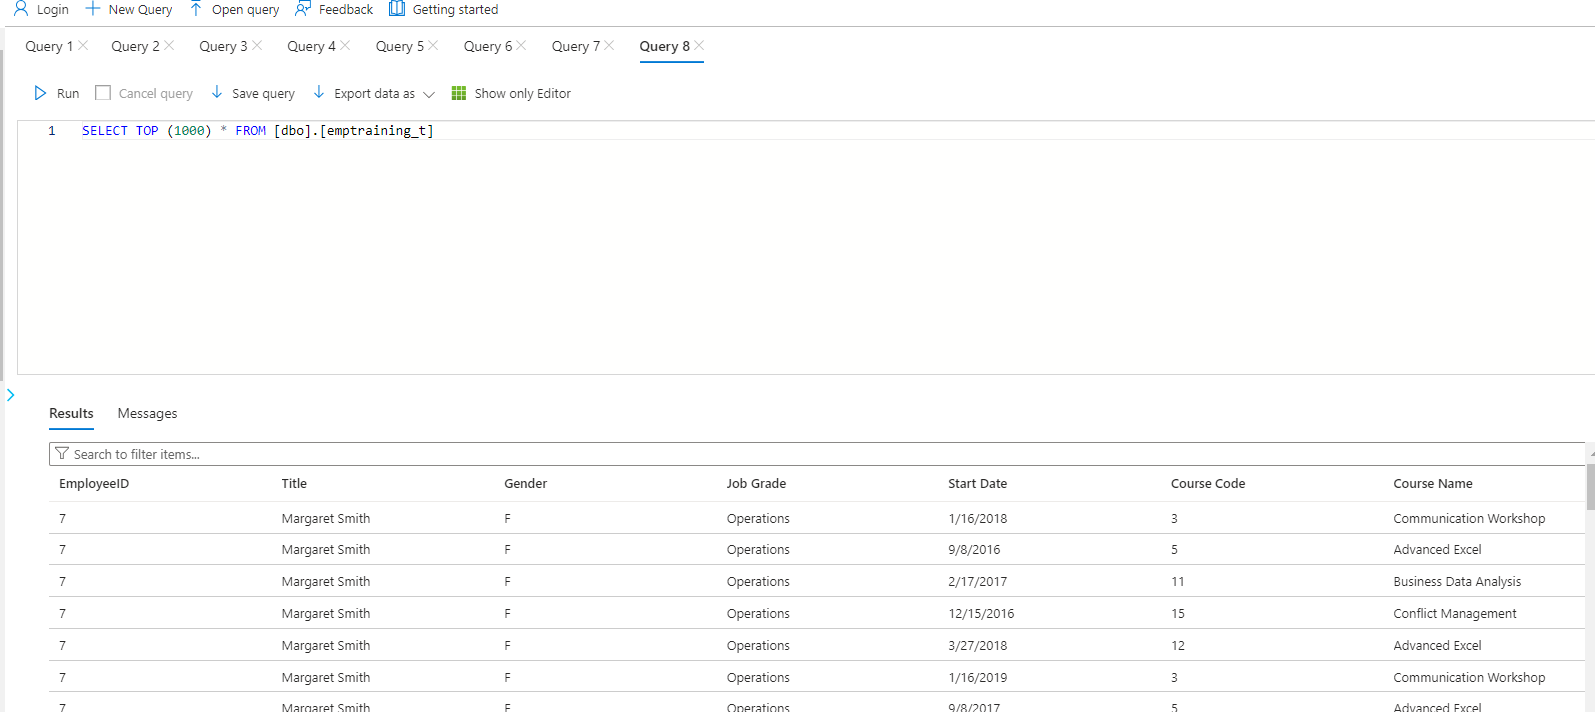 Login New Query Open query Feedback Getting started
Query 1 Query 2 Query 3 Query 4 Query 5 Query 6 Query 7 Query 8
Run Cancel query Save query Export data as Show only Editor
1 SELECT TOP (1000) * FROM [dbo].[emptraining_t]
Results Messages
Search to filter items...
EmployeeID Title Gender Job Grade Start Date Course Code Course Name
7 Margaret Smith F Operations 1/16/2018 3 Communication Workshop
7 Margaret Smith F Operations 9/8/2016 5 Advanced Excel
7 Margaret Smith F Operations 2/17/2017 11 Business Data Analysis
7 Margaret Smith F Operations 12/15/2016 15 Conflict Management
7 Margaret Smith F Operations 3/27/2018 12 Advanced Excel
7 Margaret Smith F Operations 1/16/2019 3 Communication Workshop
7 Margaret Smith F Operations 9/8/2017 5 Advanced Excel